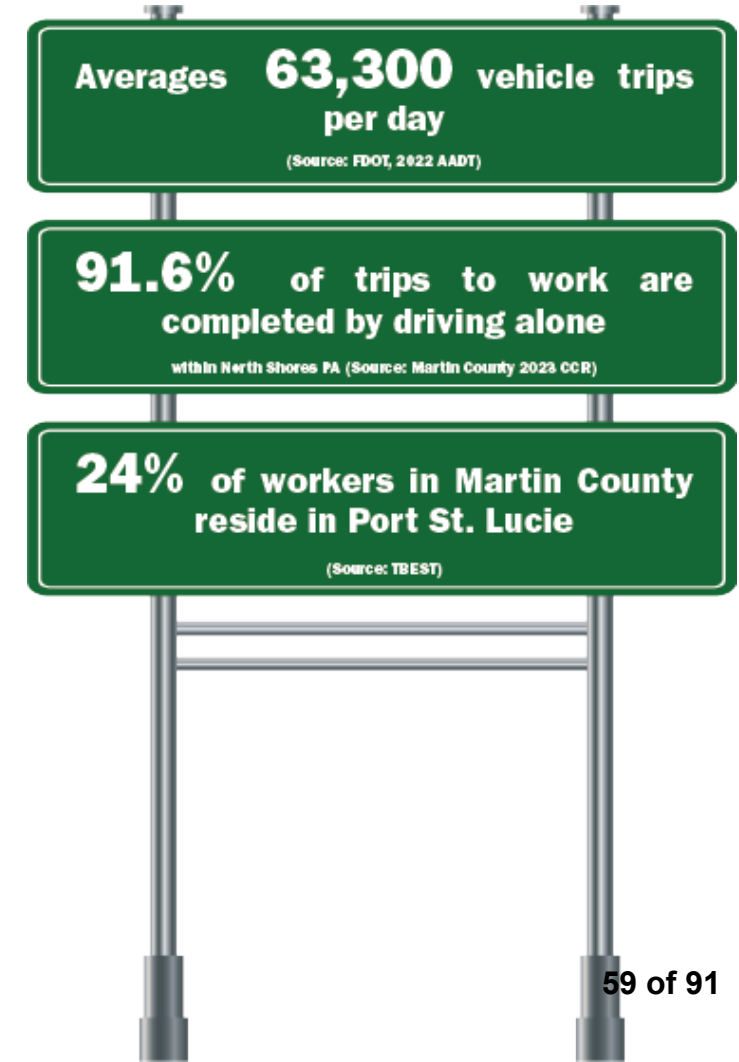 Averages 63,300 vehicle trips
per day
(Source: FDOT, 2022 AADT)
91.6% of trips to work are
completed by driving alone
within North Shores PA (Source: Martin County 2023 CCR)
24% of workers in Martin County
reside in Port St. Lucie
(Source: TBEST)
59 of 91